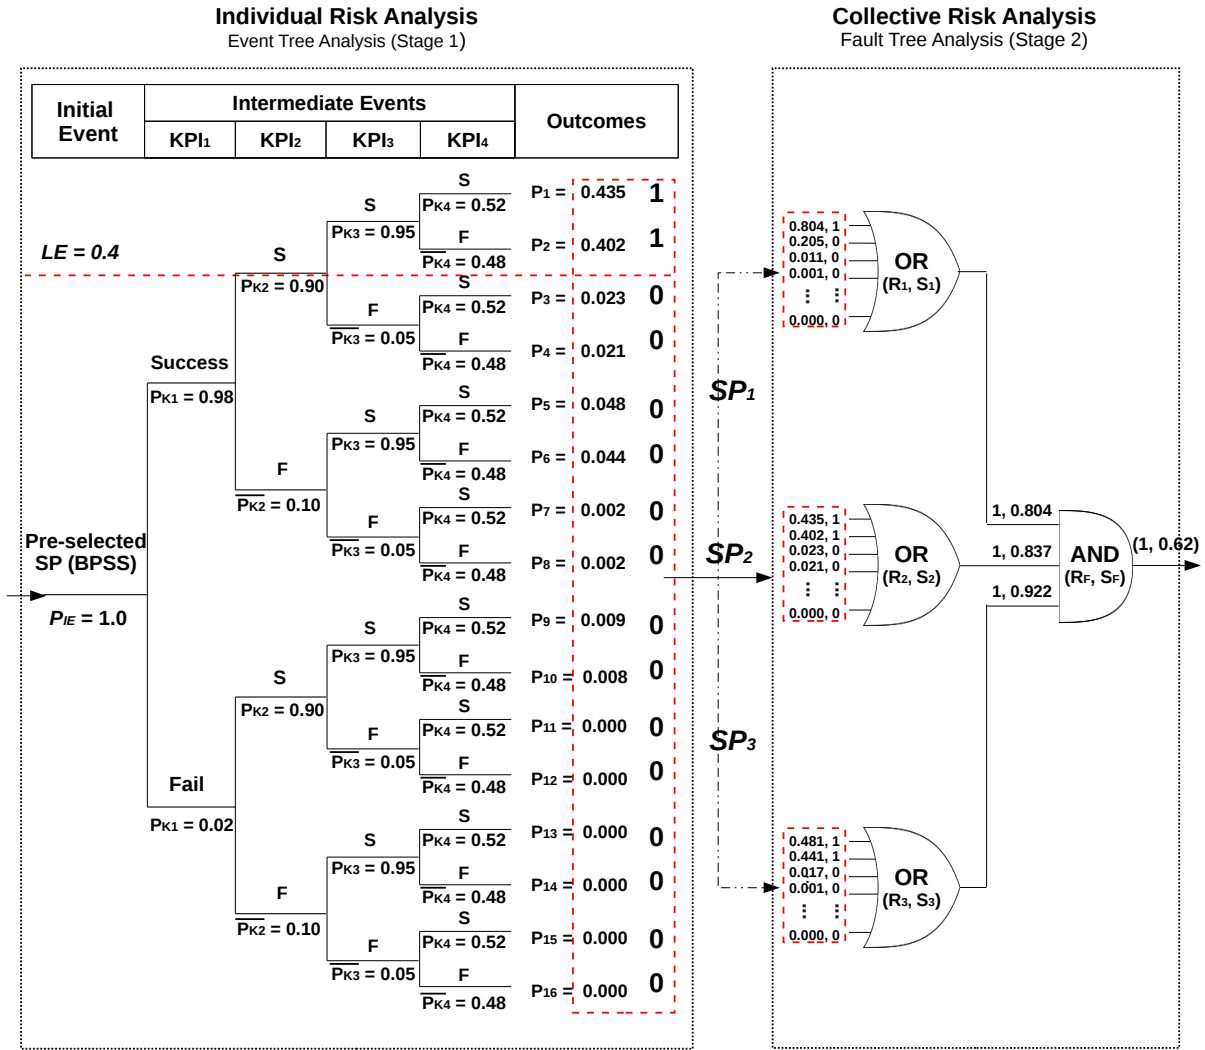 Individual Risk Analysis
Event Tree Analysis (Stage 1)
Initial
Event
Intermediate Events
KPI1
KPI2
KPI3
KPI4
Outcomes
LE = 0.4
Pre-selected
SP (BPSS)
PIE = 1.0
Success
PK1 = 0.98
Fail
PK1 = 0.02
S
PK2 = 0.90
F
PK2 = 0.10
S
PK2 = 0.90
F
PK2 = 0.10
S
PK3 = 0.95
F
PK3 = 0.05
S
PK3 = 0.95
F
PK3 = 0.05
S
PK3 = 0.95
F
PK3 = 0.05
S
PK3 = 0.95
F
PK3 = 0.05
S
PK4 = 0.52
F
PK4 = 0.48
S
PK4 = 0.52
F
PK4 = 0.48
S
PK4 = 0.52
F
PK4 = 0.48
S
PK4 = 0.52
F
PK4 = 0.48
S
PK4 = 0.52
F
PK4 = 0.48
S
PK4 = 0.52
F
PK4 = 0.48
S
PK4 = 0.52
F
PK4 = 0.48
S
PK4 = 0.52
F
PK4 = 0.48
P1 = 0.435 1
P2 = 0.402 1
P3 = 0.023 0
P4 = 0.021 0
P5 = 0.048 0
P6 = 0.044 0
P7 = 0.002 0
P8 = 0.002 0
P9 = 0.009 0
P10 = 0.008 0
P11 = 0.000 0
P12 = 0.000 0
P13 = 0.000 0
P14 = 0.000 0
P15 = 0.000 0
P16 = 0.000 0
Collective Risk Analysis
Fault Tree Analysis (Stage 2)
SP1
SP2
SP3
0.804, 1
0.205, 0
0.011, 0
0.001, 0
0.000, 0
OR
(R1, S1)
0.435, 1
0.402, 1
0.023, 0
0.021, 0
0.000, 0
OR
(R2, S2)
0.481, 1
0.441, 1
0.017, 0
0.001, 0
0.000, 0
OR
(R3, S3)
1, 0.804
1, 0.837
1, 0.922
AND
(RF, SF)
(1, 0.62)